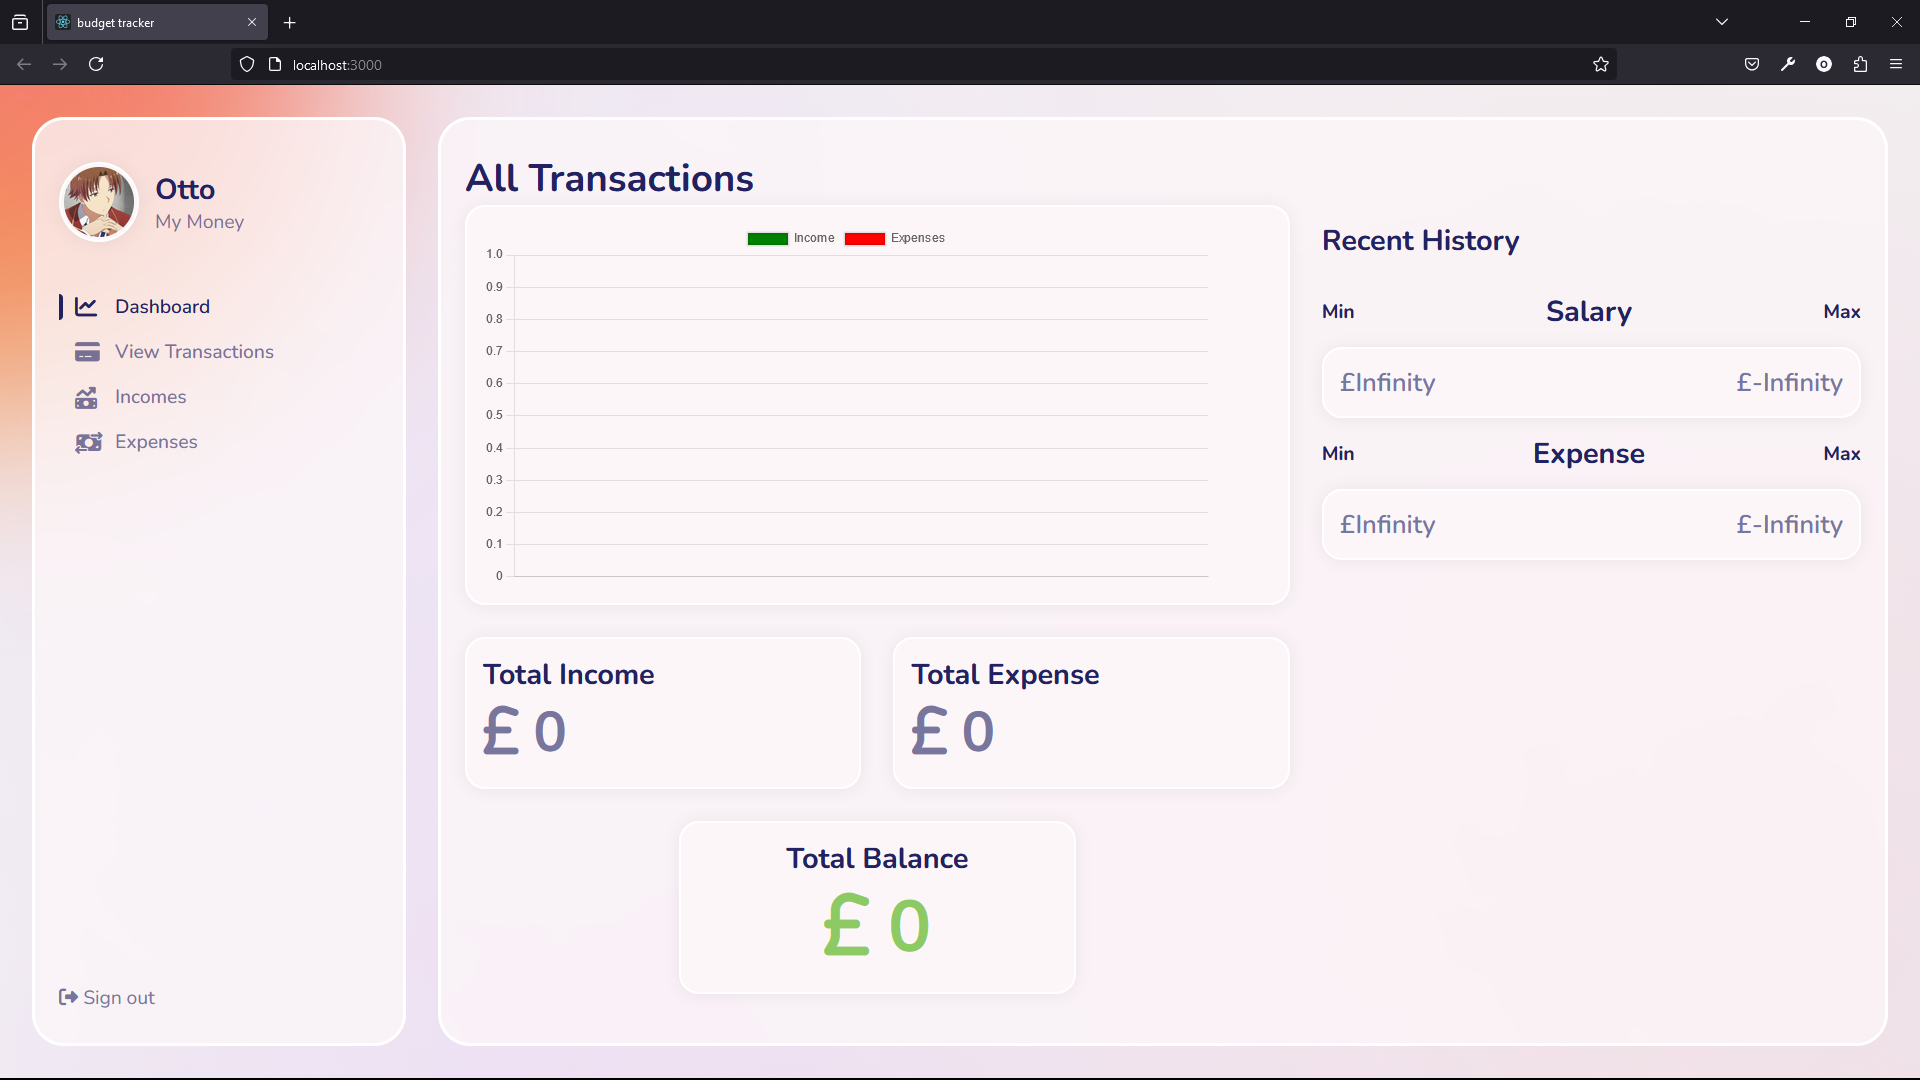 budget tracker
localhost:3000
Otto
My Money
Dashboard
View Transactions
Incomes
Expenses
Sign out
All Transactions
Income Expenses
1.0
0.9
0.8
0.7
0.6
0.5
0.4
0.3
0.2
0.1
0
Total Income
£ 0
Total Expense
£ 0
Total Balance
£ 0
Recent History
Min Salary Max
£Infinity £-Infinity
Min Expense Max
£Infinity £-Infinity